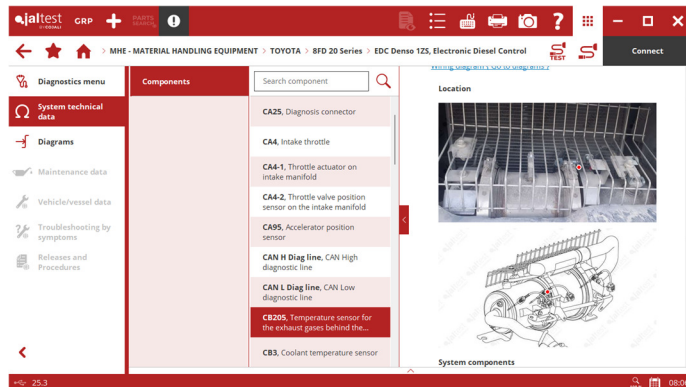 jaltest GRP PARTS SEARCH
BY COJALI
MHE - MATERIAL HANDLING EQUIPMENT > TOYOTA > 8FD 20 Series > EDC Denso 1ZS, Electronic Diesel Control
TEST
Connect
Diagnostics menu
System technical
data
Diagrams
Maintenance data
Vehicle/vessel data
Troubleshooting by
symptoms
Releases and
Procedures
Components
Search component
CA25, Diagnosis connector
CA4, Intake throttle
CA4-1, Throttle actuator on
intake manifold
CA4-2, Throttle valve position
sensor on the intake manifold
CA95, Accelerator position
sensor
CAN H Diag line, CAN High
diagnostic line
CAN L Diag line, CAN Low
diagnostic line
CB205, Temperature sensor for
the exhaust gases behind the...
CB3, Coolant temperature sensor
Location
System components
25.3